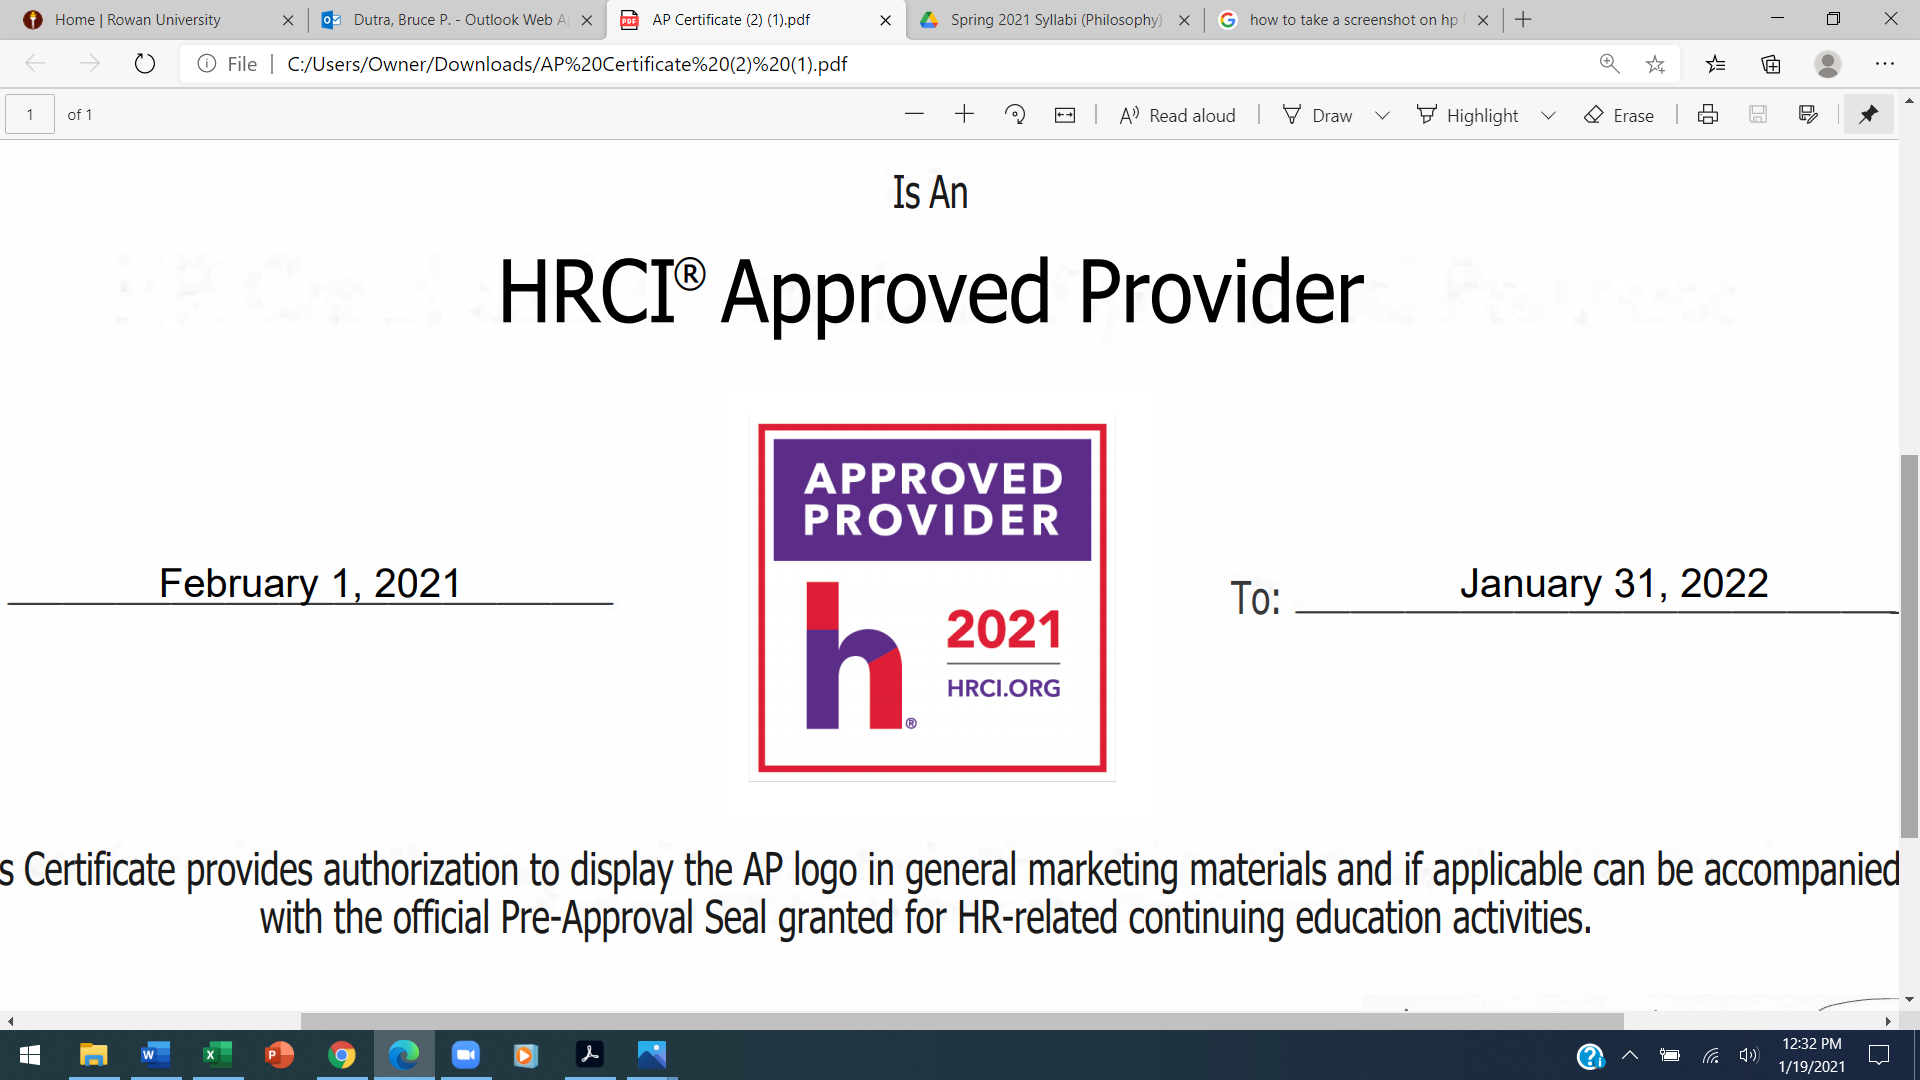 Home | Rowan University
Dutra, Bruce P. - Outlook Web A
AP Certificate (2) (1).pdf
Spring 2021 Syllabi (Philosophy)
how to take a screenshot on hp
File
C:/Users/Owner/Downloads/AP%20Certificate%20(2)%20(1).pdf
1 of 1
Read aloud
Draw
Highlight
Erase
Is An
HRCI® Approved Provider
APPROVED
PROVIDER
h®
2021
HRCI.ORG
February 1, 2021
To: January 31, 2022
s Certificate provides authorization to display the AP logo in general marketing materials and if applicable can be accompanied
with the official Pre-Approval Seal granted for HR-related continuing education activities.
12:32 PM
1/19/2021